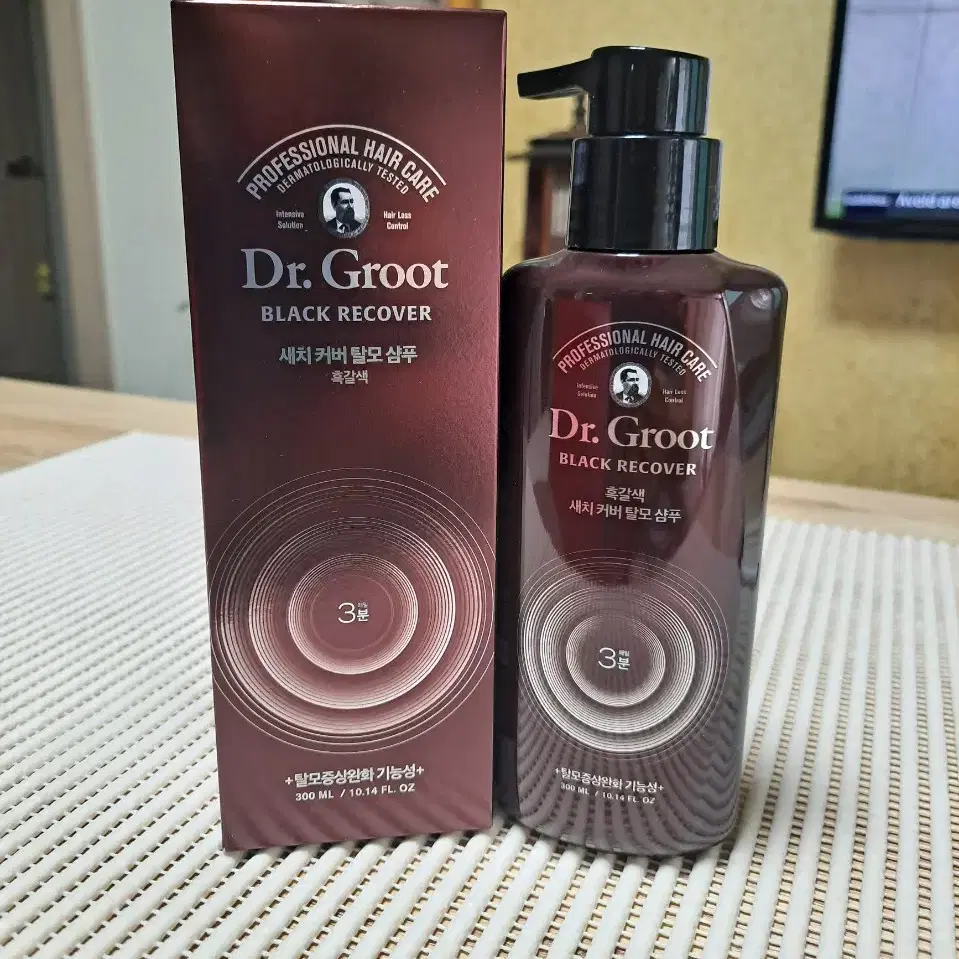 PROFESSIONAL HAIR CARE
DERMATOLOGICALLY TESTED
Intensive Solution
Hair Loss Control
Dr. Groot
BLACK RECOVER
새치 커버 탈모 샴푸
흑갈색
매일
3분
+탈모증상완화 기능성+
300 ML / 10.14 FL. OZ
PROFESSIONAL HAIR CARE
DERMATOLOGICALLY TESTED
Intensive Solution
Hair Loss Control
Dr. Groot
BLACK RECOVER
흑갈색
새치 커버 탈모 샴푸
매일
3분
+탈모증상완화 기능성+
300 ML / 10.14 FL. OZ